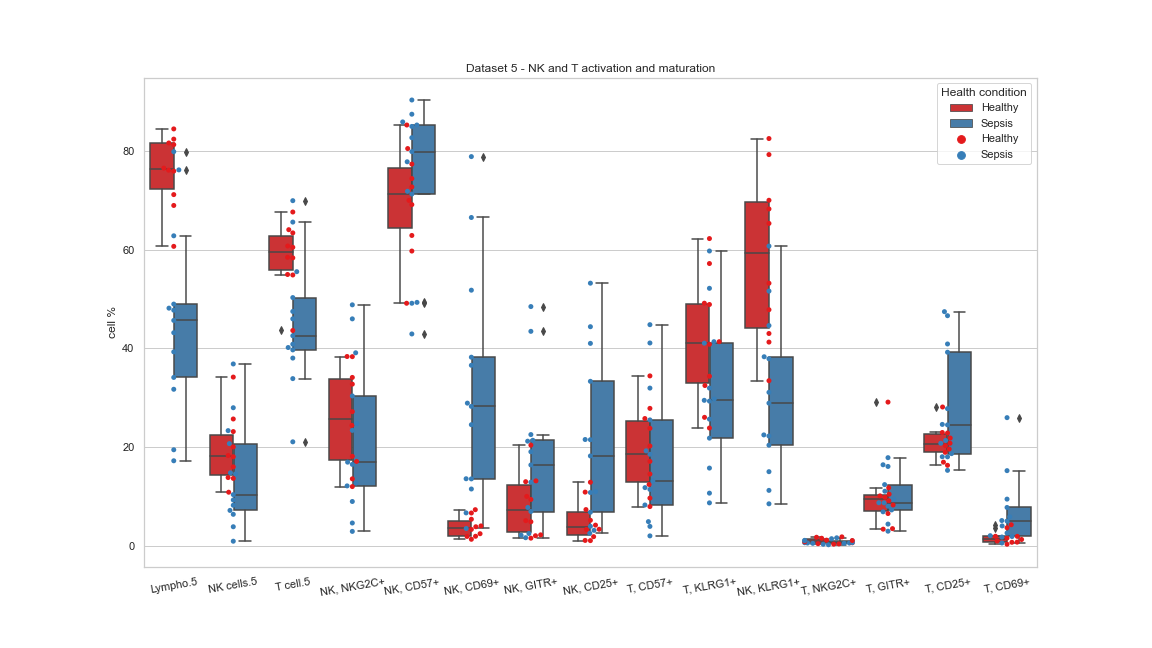 Dataset 5 - NK and T activation and maturation
Health condition
Healthy
Sepsis
Healthy
Sepsis
cell %
80
60
40
20
0
Lympho.5
NK cells.5
T cell.5
NK, NKG2C+
NK, CD57+
NK, CD69+
NK, GITR+
NK, CD25+
T, CD57+
T, KLRG1+
NK, KLRG1+
T, NKG2C+
T, GITR+
T, CD25+
T, CD69+